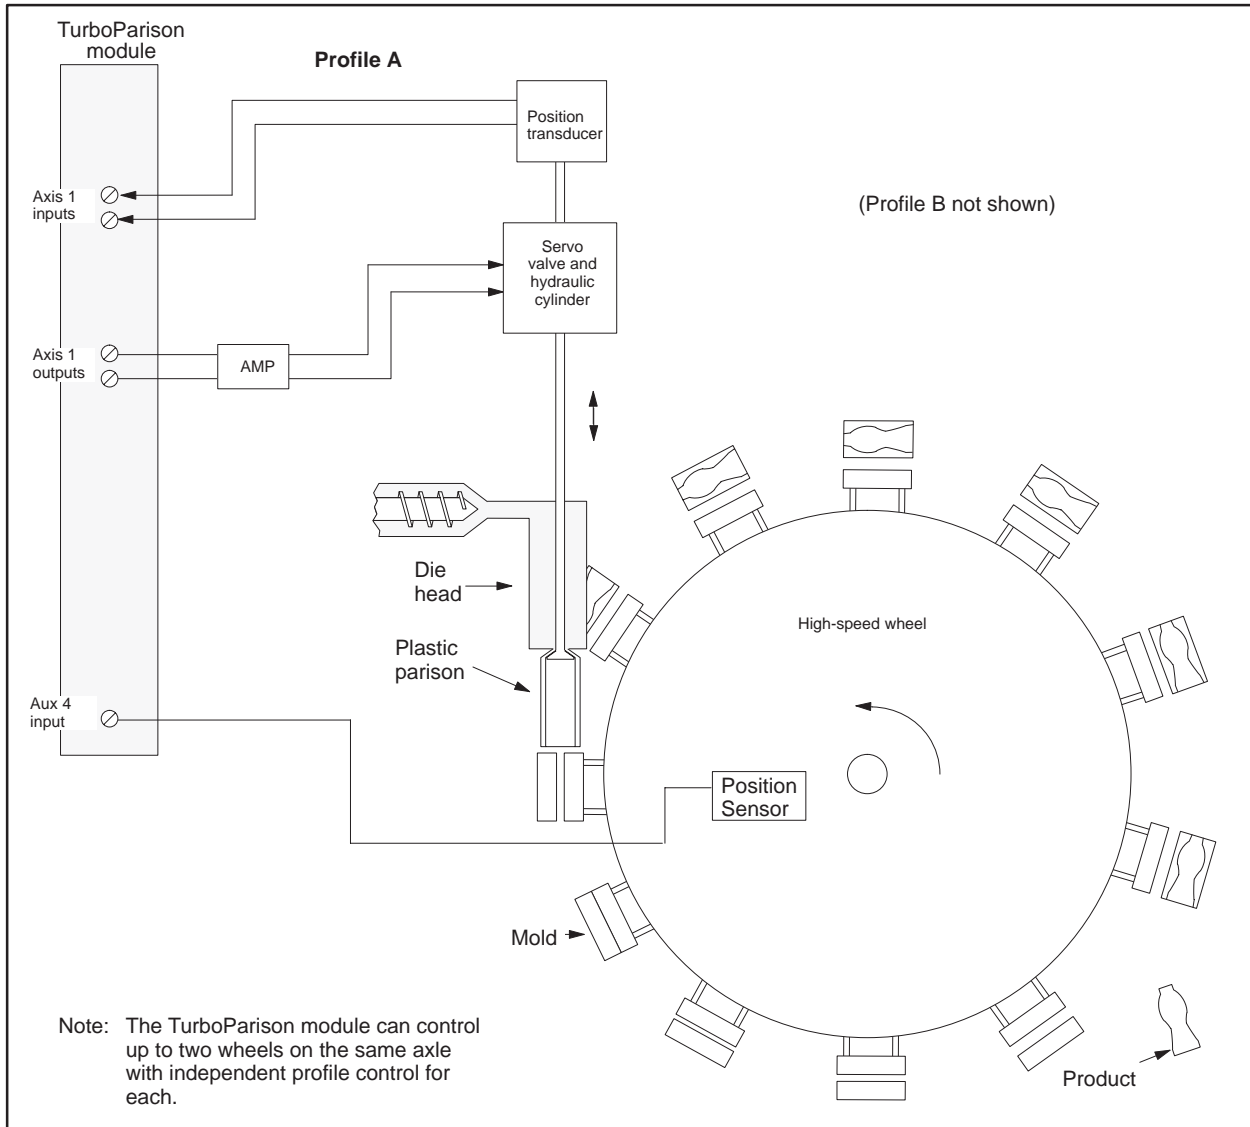 TurboParison
module
Profile A
Position
transducer
Axis 1
inputs
(Profile B not shown)
Servo
valve and
hydraulic
cylinder
Axis 1
outputs
AMP
Die
head
High-speed wheel
Plastic
parison
Aux 4
input
Position
Sensor
Mold
Note: The TurboParison module can control
up to two wheels on the same axle
with independent profile control for
each.
Product